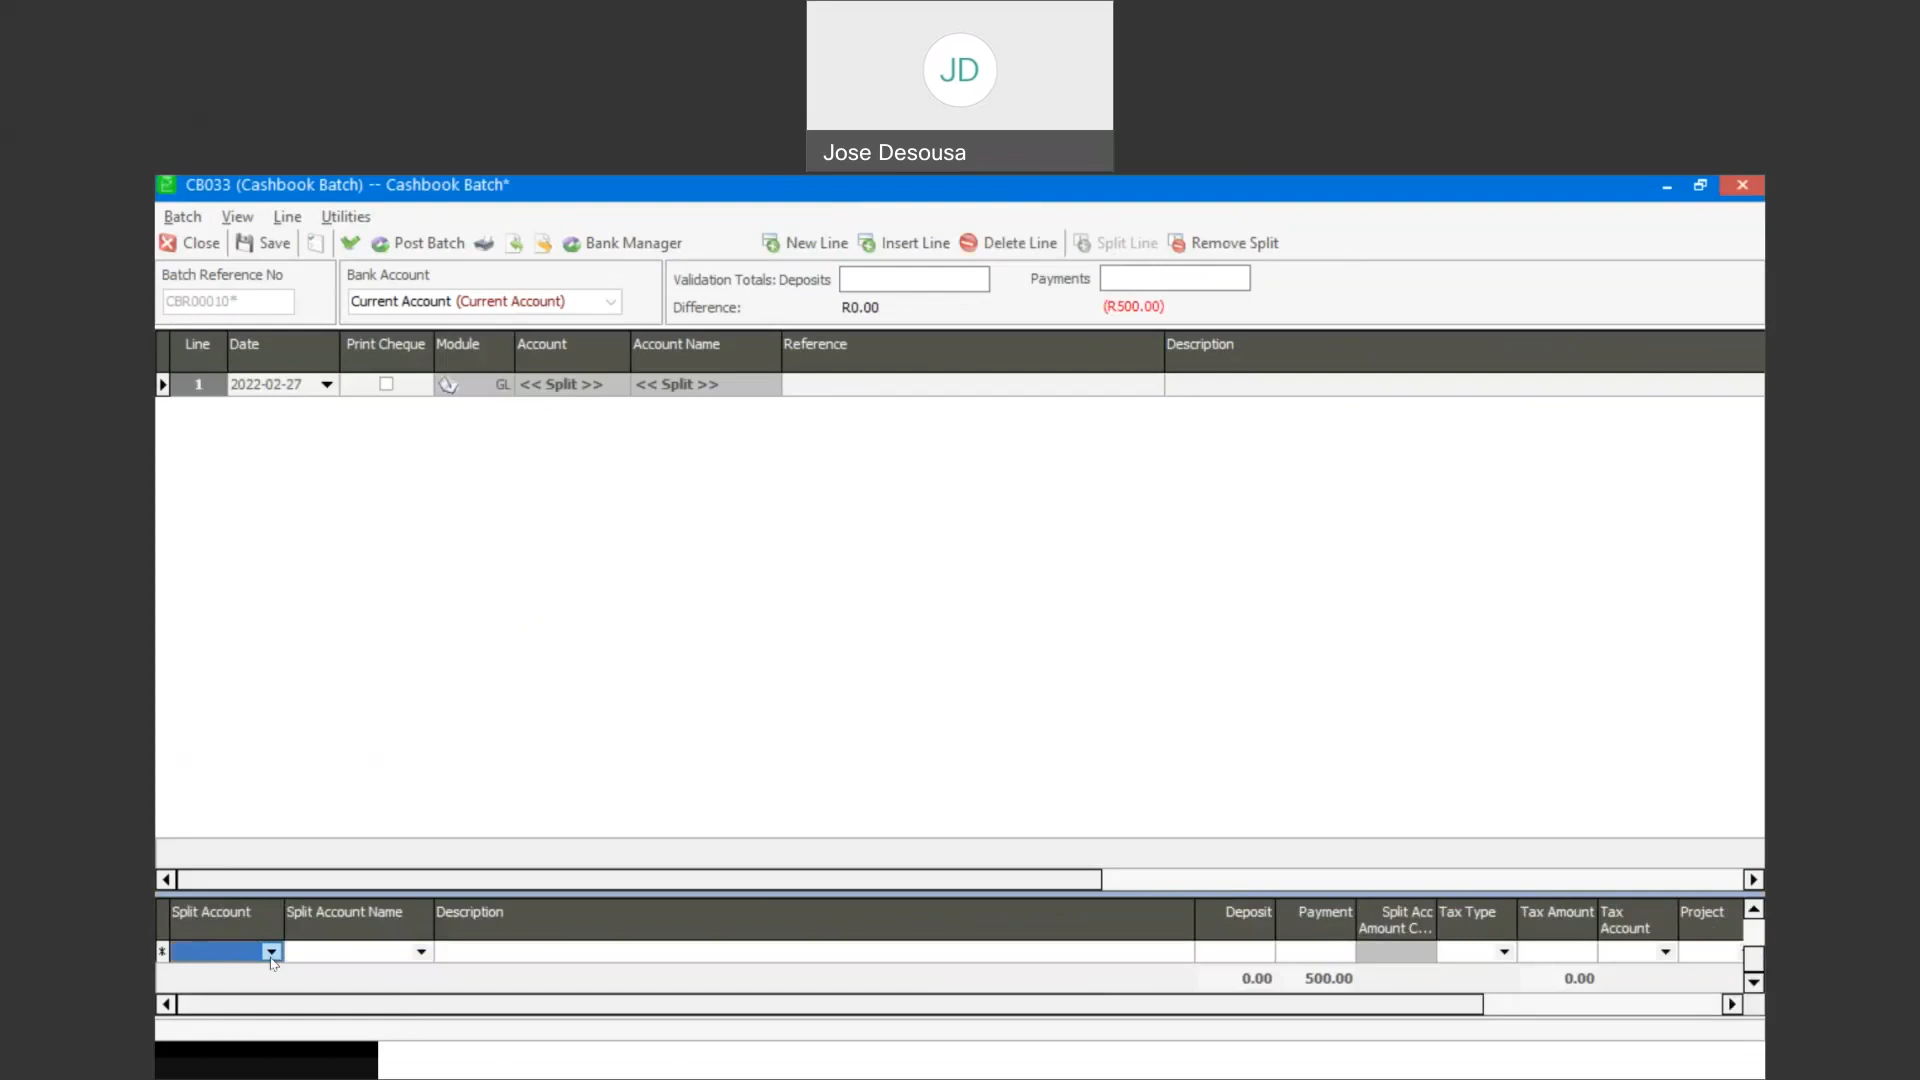 JD
Jose Desousa
CB033 (Cashbook Batch) -- Cashbook Batch*
Batch View Line Utilities
Close Save Post Batch Bank Manager New Line Insert Line Delete Line Split Line Remove Split
Batch Reference No Bank Account Validation Totals: Deposits Payments
CBR00010* Current Account (Current Account) Difference: R0.00 (R500.00)
Line Date Print Cheque Module Account Account Name Reference Description
1 2022-02-27 GL << Split >> << Split >>
Split Account Split Account Name Description Deposit Payment Split Acc Tax Type Tax Amount Tax Project
Amount C... Account
*
0.00 500.00 0.00